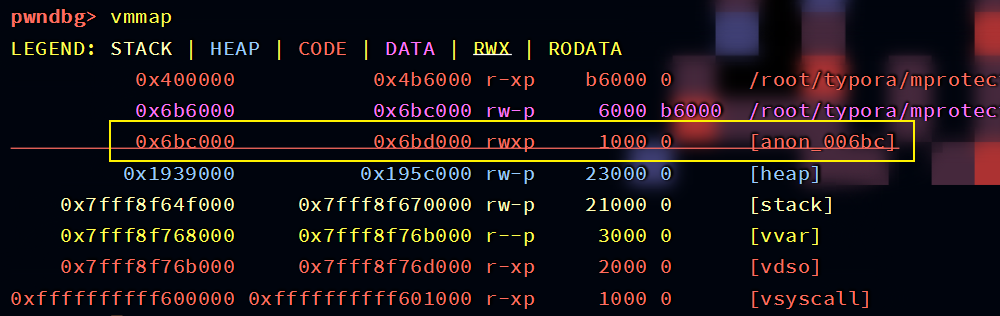 pwndbg> vmmap
LEGEND: STACK | HEAP | CODE | DATA | RWX | RODATA
0x400000 0x4b6000 r-xp b6000 0 /root/typora/mprotec
0x6b6000 0x6bc000 rw-p 6000 b6000 /root/typora/mprotec
0x6bc000 0x6bd000 rwxp 1000 0 [anon_006bc]
0x1939000 0x195c000 rw-p 23000 0 [heap]
0x7fff8f64f000 0x7fff8f670000 rw-p 21000 0 [stack]
0x7fff8f768000 0x7fff8f76b000 r--p 3000 0 [vvar]
0x7fff8f76b000 0x7fff8f76d000 r-xp 2000 0 [vdso]
0xffffffffff600000 0xffffffffff601000 r-xp 1000 0 [vsyscall]